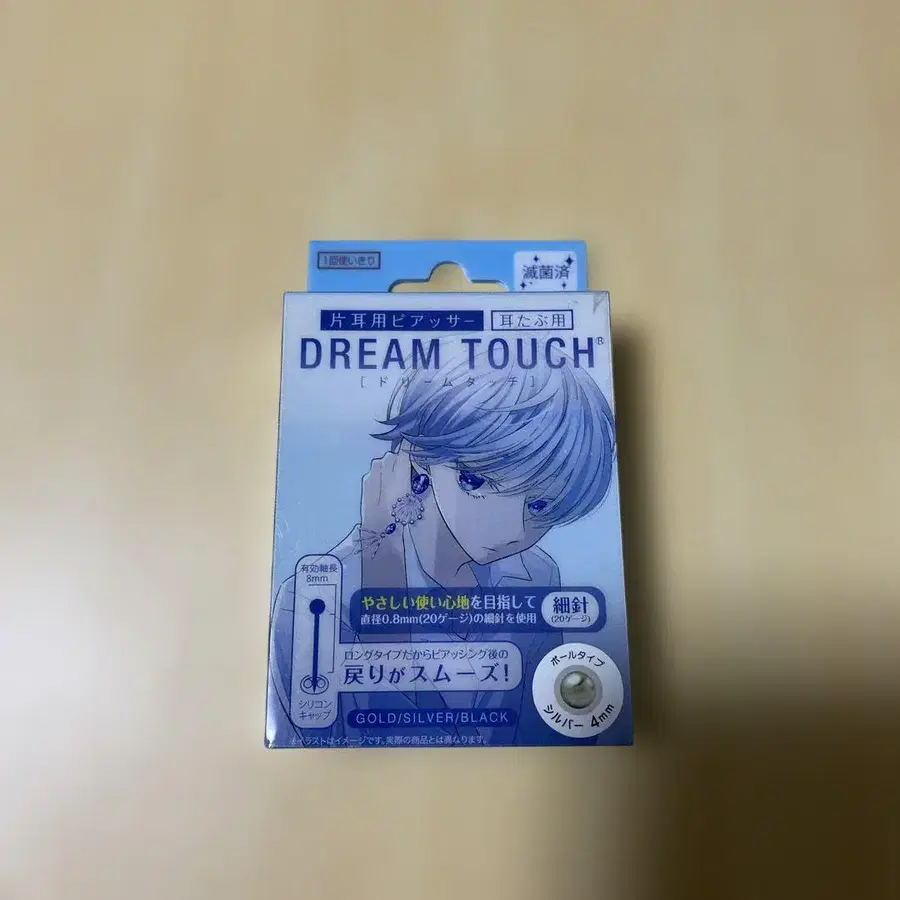 1回使いきり
滅菌済
片耳用ピアッサー 耳たぶ用
DREAM TOUCH®
[ドリームタッチ]
有効軸長
8mm
シリコン
キャップ
やさしい使い心地を目指して
直径0.8mm(20ゲージ)の細針を使用
細針
(20ゲージ)
ロングタイプだからピアッシング後の
戻りがスムーズ!
ボールタイプ
シルバー 4mm
GOLD/SILVER/BLACK
※イラストはイメージです。実際の商品とは異なります。